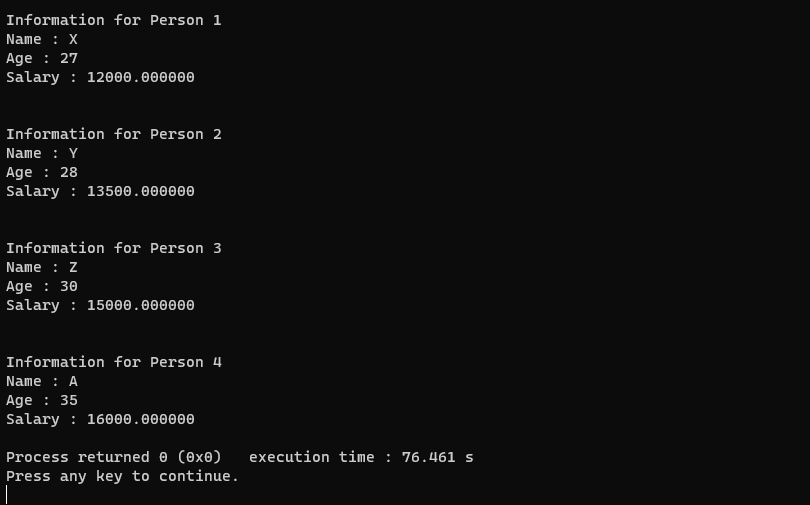 Information for Person 1
Name : X
Age : 27
Salary : 12000.000000
Information for Person 2
Name : Y
Age : 28
Salary : 13500.000000
Information for Person 3
Name : Z
Age : 30
Salary : 15000.000000
Information for Person 4
Name : A
Age : 35
Salary : 16000.000000
Process returned 0 (0x0)   execution time : 76.461 s
Press any key to continue.